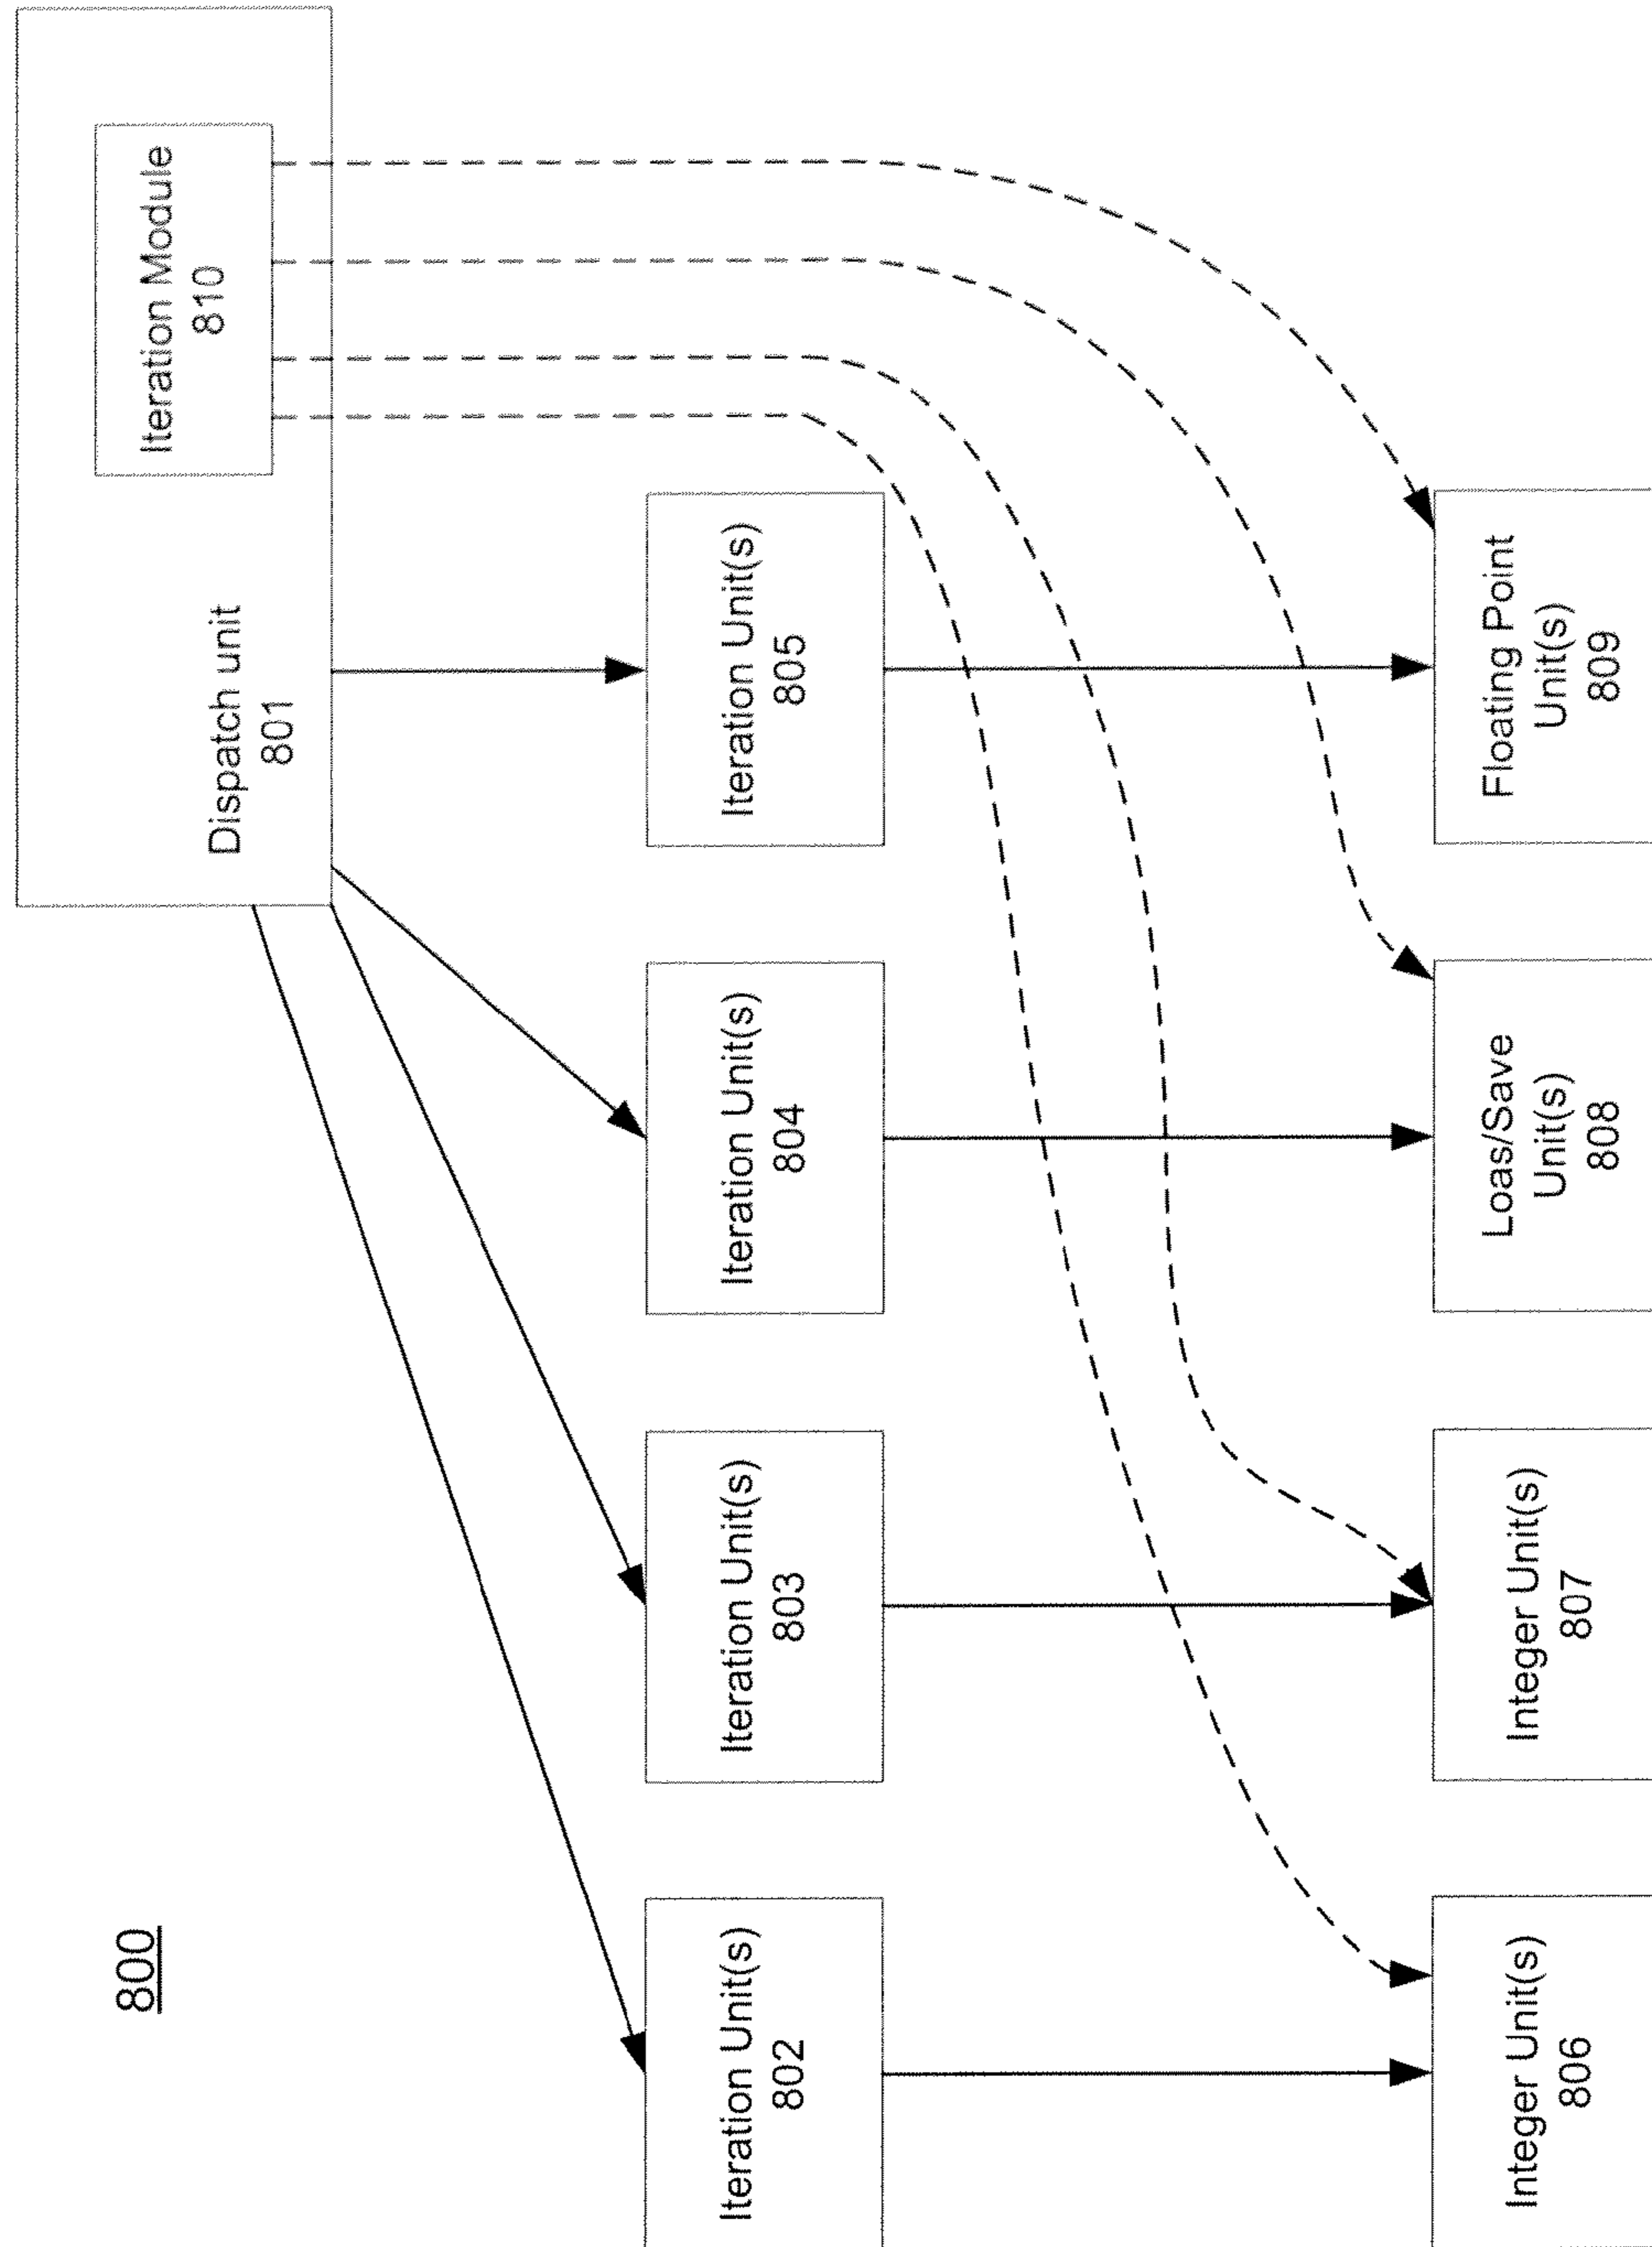 800
Iteration Module
810
Dispatch unit
801
Iteration Unit(s)
802
Iteration Unit(s)
803
Iteration Unit(s)
804
Iteration Unit(s)
805
Integer Unit(s)
806
Integer Unit(s)
807
Loas/Save
Unit(s)
808
Floating Point
Unit(s)
809